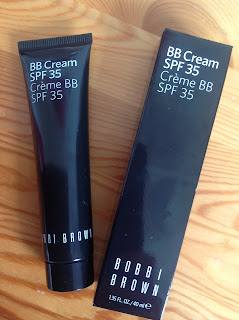 BB Cream
SPF 35
Crème BB
SPF 35
BOBBI BROWN
BB Cream
SPF 35
Crème BB
SPF 35
BOBBI
BROWN
1.35 FL.OZ./40 ml ℮